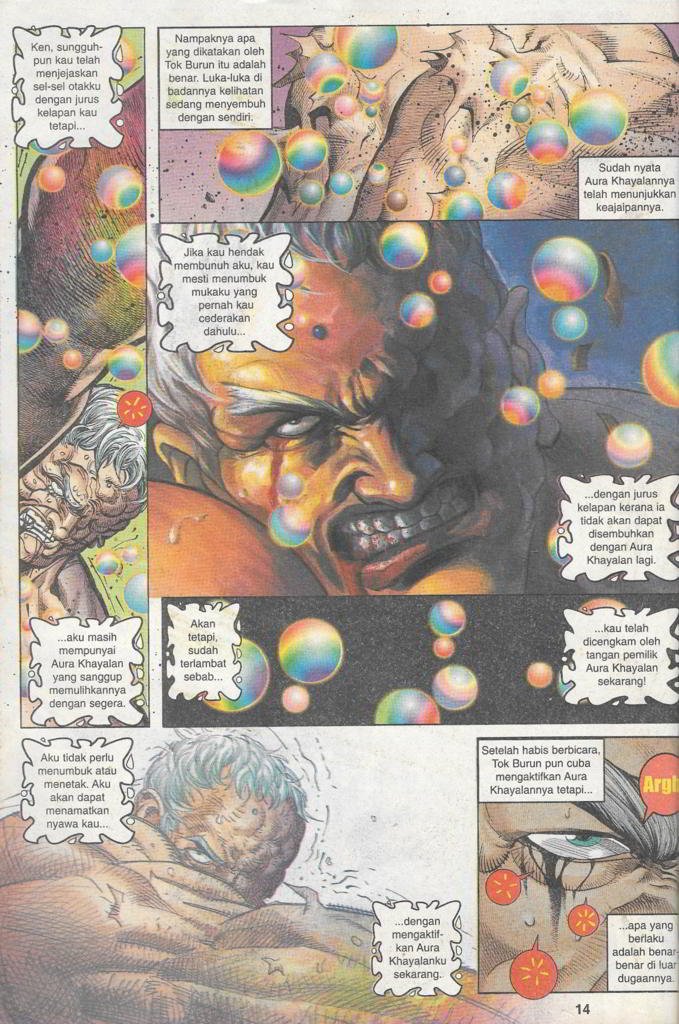 Ken, sungguh-
pun kau telah
menjejaskan
sel-sel otakku
dengan jurus
kelapan kau
tetapi...
...aku masih
mempunyai
Aura Khayalan
yang sanggup
memulihkannya
dengan segera.
Nampaknya apa
yang dikatakan oleh
Tok Burun itu adalah
benar. Luka-luka di
badannya kelihatan
sedang menyembuh
dengan sendiri.
Sudah nyata
Aura Khayalannya
telah menunjukkan
keajaipannya.
Jika kau hendak
membunuh aku, kau
mesti menumbuk
mukaku yang
pernah kau
cederakan
dahulu...
...dengan jurus
kelapan kerana ia
tidak akan dapat
disembuhkan
dengan Aura
Khayalan lagi.
Akan
tetapi,
sudah
terlambat
sebab...
...kau telah
dicengkam oleh
tangan pemilik
Aura Khayalan
sekarang!
Aku tidak perlu
menumbuk atau
menetak. Aku
akan dapat
menamatkan
nyawa kau...
...dengan
mengaktif-
kan Aura
Khayalanku
sekarang.
Setelah habis berbicara,
Tok Burun pun cuba
mengaktifkan Aura
Khayalannya tetapi...
Argh
...apa yang
berlaku
adalah benar-
benar di luar
dugaannya.
14